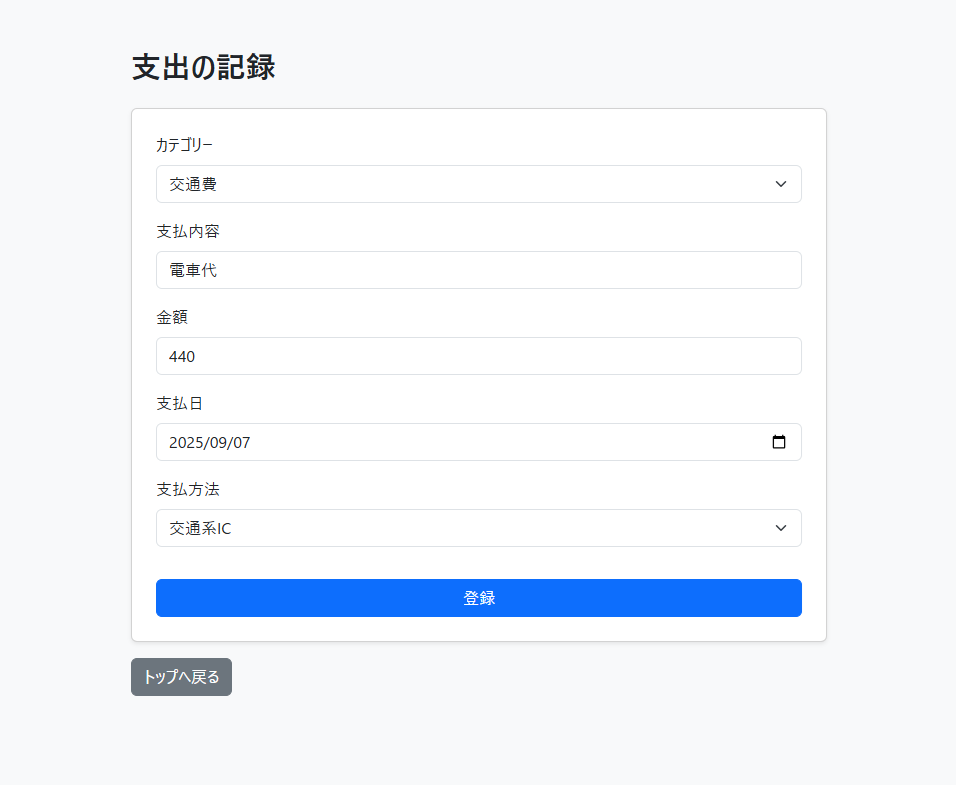 支出の記録
カテゴリー
交通費
支払内容
電車代
金額
440
支払日
2025/09/07
支払方法
交通系IC
登録
トップへ戻る